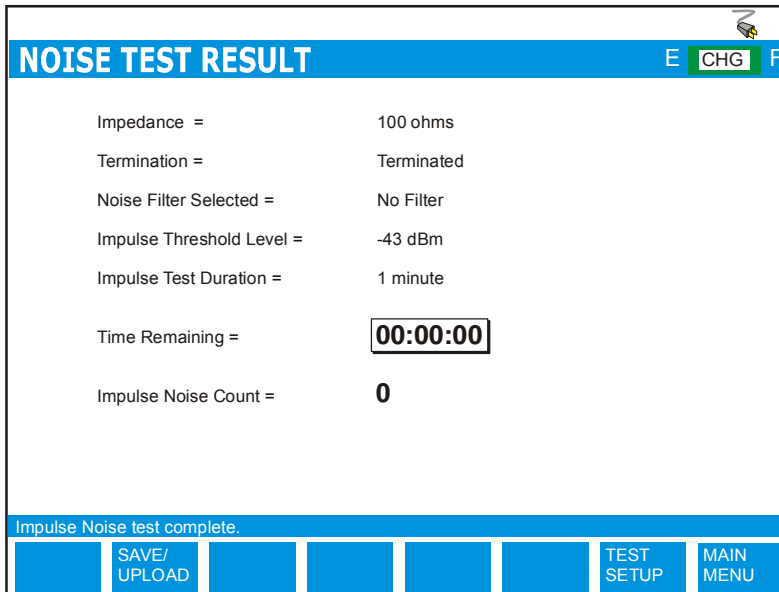 NOISE TEST RESULT E CHG F
Impedance = 100 ohms
Termination = Terminated
Noise Filter Selected = No Filter
Impulse Threshold Level = -43 dBm
Impulse Test Duration = 1 minute
Time Remaining = 00:00:00
Impulse Noise Count = 0
Impulse Noise test complete.
SAVE/
UPLOAD
TEST
SETUP
MAIN
MENU